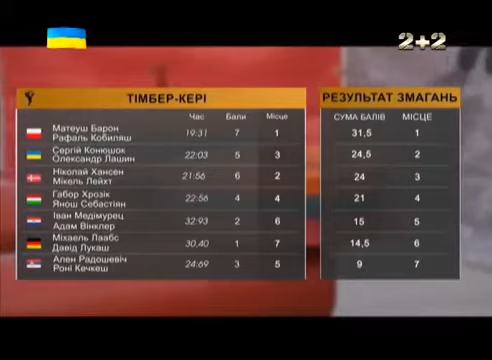 2+2
ТІМБЕР-КЕРІ РЕЗУЛЬТАТ ЗМАГАНЬ
Час Бали Місце СУМА БАЛІВ МІСЦЕ
Матеуш Барон
Рафаль Кобиляш 19:31 7 1 31,5 1
Сергій Конюшок
Олександр Лашин 22:03 5 3 24,5 2
Ніколай Хансен
Мікель Лейхт 21:56 6 2 24 3
Габор Хрозік
Янош Себастіян 22:56 4 4 21 4
Іван Медімурец
Адам Вінклер 32:93 2 6 15 5
Міхаель Лаабс
Давід Лукаш 30,40 1 7 14,5 6
Ален Радошевіч
Роні Кечкеш 24:69 3 5 9 7